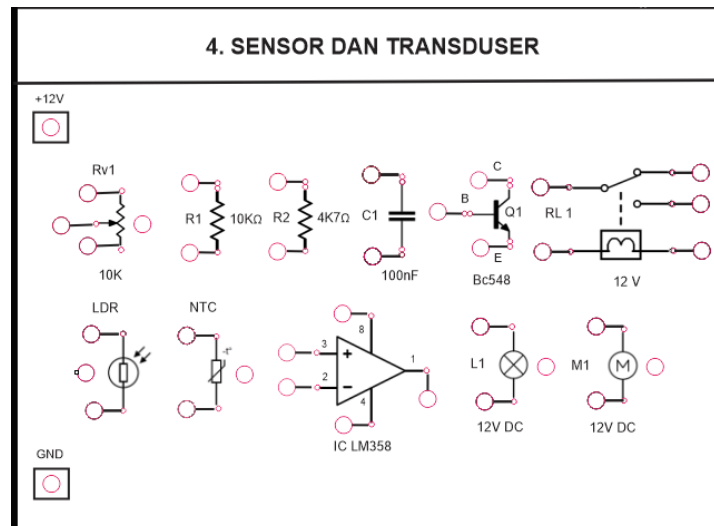 4. SENSOR DAN TRANSDUSER
+12V
Rv1
10K
R1
10KΩ
R2
4K7Ω
C1
100nF
C
B
Q1
E
Bc548
RL 1
12 V
LDR
NTC
-t°
3
2
8
1
4
IC LM358
L1
12V DC
M1
M
12V DC
GND